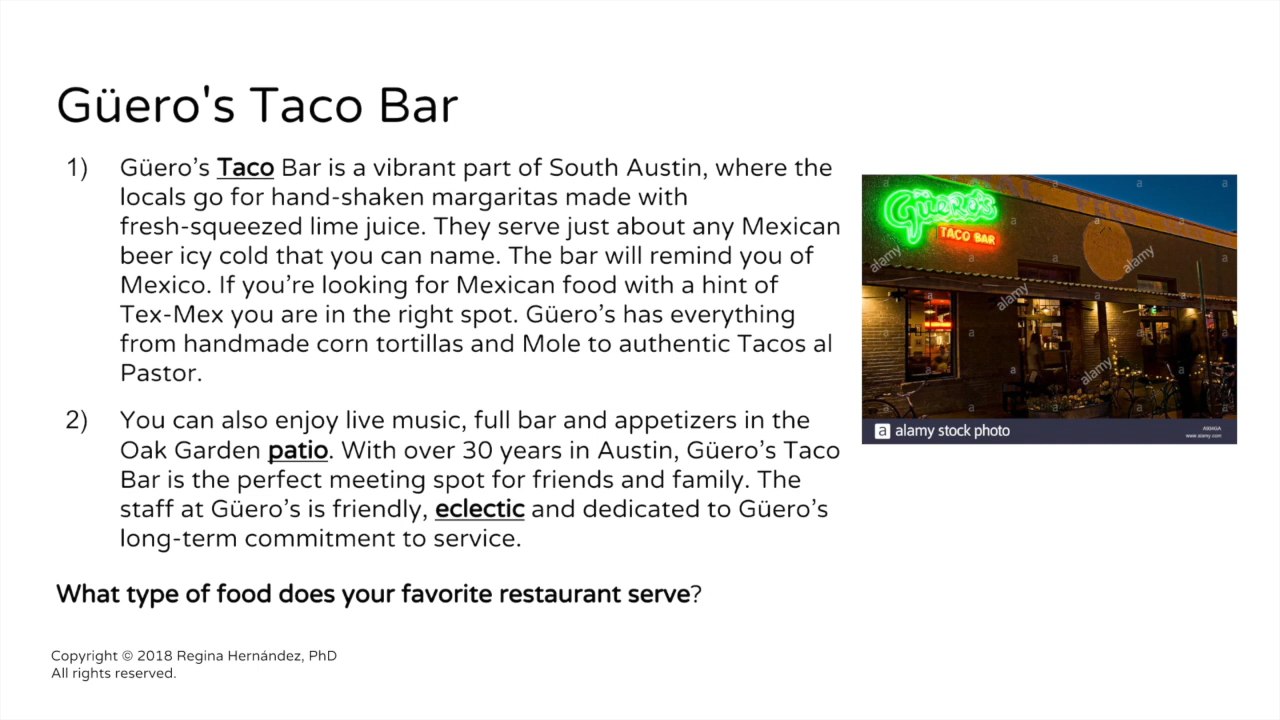 Güero's Taco Bar
1) Güero’s Taco Bar is a vibrant part of South Austin, where the
locals go for hand-shaken margaritas made with
fresh-squeezed lime juice. They serve just about any Mexican
beer icy cold that you can name. The bar will remind you of
Mexico. If you’re looking for Mexican food with a hint of
Tex-Mex you are in the right spot. Güero’s has everything
from handmade corn tortillas and Mole to authentic Tacos al
Pastor.
2) You can also enjoy live music, full bar and appetizers in the
Oak Garden patio. With over 30 years in Austin, Güero’s Taco
Bar is the perfect meeting spot for friends and family. The
staff at Güero’s is friendly, eclectic and dedicated to Güero’s
long-term commitment to service.
What type of food does your favorite restaurant serve?
Copyright © 2018 Regina Hernández, PhD
All rights reserved.
Güero's
TACO BAR
alamy
alamy
alamy
alamy
a alamy stock photo
www.alamy.com